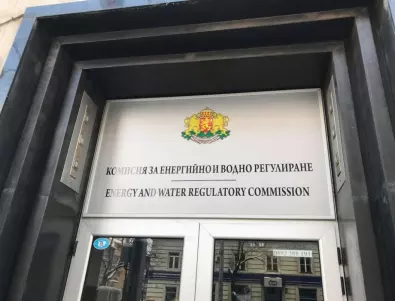 КОМИСИЯ ЗА ЕНЕРГИЙНО И ВОДНО РЕГУЛИРАНЕ
ENERGY AND WATER REGULATORY COMMISSION